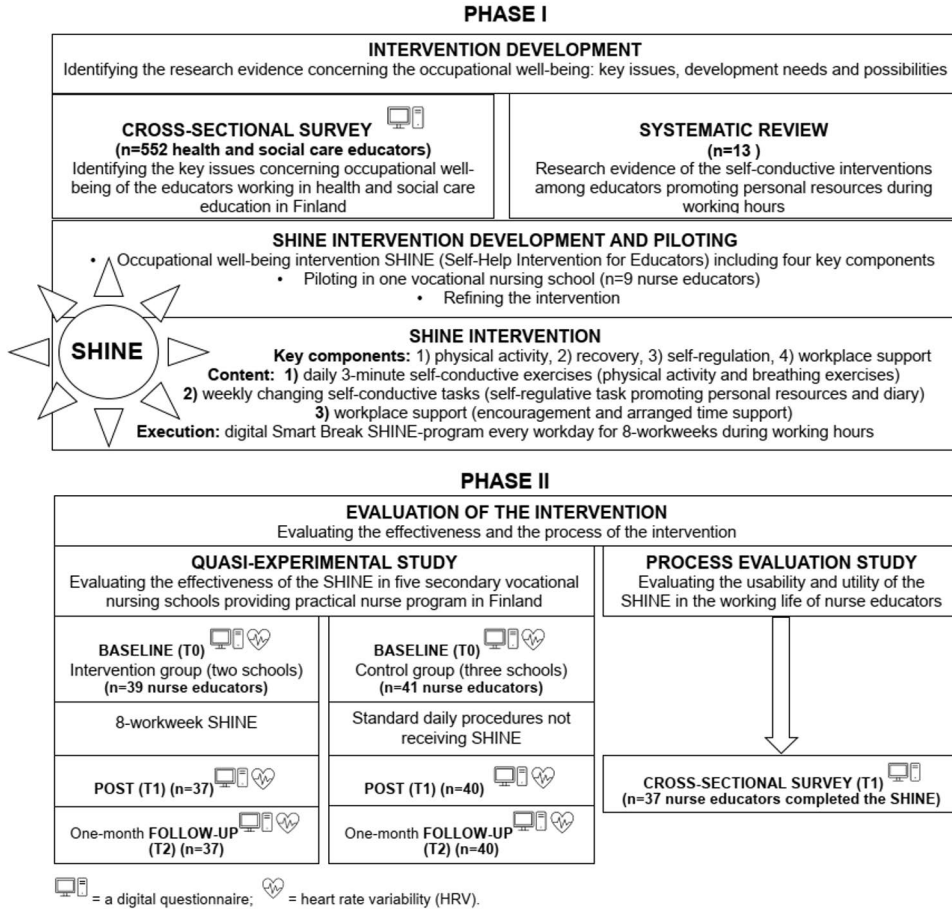 PHASE I
INTERVENTION DEVELOPMENT
Identifying the research evidence concerning the occupational well-being: key issues, development needs and possibilities
CROSS-SECTIONAL SURVEY
(n=552 health and social care educators)
Identifying the key issues concerning occupational well-
being of the educators working in health and social care
education in Finland
SYSTEMATIC REVIEW
(n=13 )
Research evidence of the self-conductive interventions
among educators promoting personal resources during
working hours
SHINE INTERVENTION DEVELOPMENT AND PILOTING
• Occupational well-being intervention SHINE (Self-Help Intervention for Educators) including four key components
• Piloting in one vocational nursing school (n=9 nurse educators)
• Refining the intervention
SHINE
SHINE INTERVENTION
Key components: 1) physical activity, 2) recovery, 3) self-regulation, 4) workplace support
Content: 1) daily 3-minute self-conductive exercises (physical activity and breathing exercises)
2) weekly changing self-conductive tasks (self-regulative task promoting personal resources and diary)
3) workplace support (encouragement and arranged time support)
Execution: digital Smart Break SHINE-program every workday for 8-workweeks during working hours
PHASE II
EVALUATION OF THE INTERVENTION
Evaluating the effectiveness and the process of the intervention
QUASI-EXPERIMENTAL STUDY
Evaluating the effectiveness of the SHINE in five secondary vocational
nursing schools providing practical nurse program in Finland
PROCESS EVALUATION STUDY
Evaluating the usability and utility of the
SHINE in the working life of nurse educators
BASELINE (T0)
Intervention group (two schools)
(n=39 nurse educators)
BASELINE (T0)
Control group (three schools)
(n=41 nurse educators)
8-workweek SHINE
Standard daily procedures not
receiving SHINE
POST (T1) (n=37)
POST (T1) (n=40)
CROSS-SECTIONAL SURVEY (T1)
(n=37 nurse educators completed the SHINE)
One-month FOLLOW-UP
(T2) (n=37)
One-month FOLLOW-UP
(T2) (n=40)
= a digital questionnaire; = heart rate variability (HRV).